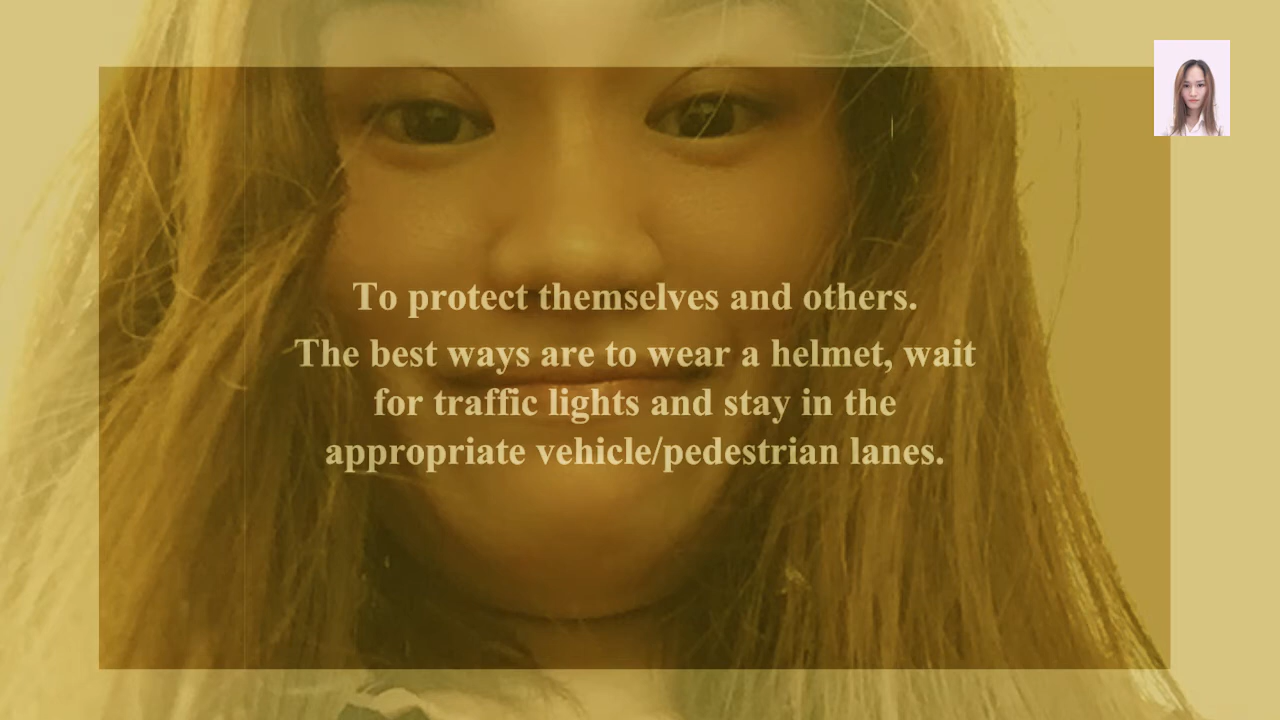 To protect themselves and others.
The best ways are to wear a helmet, wait
for traffic lights and stay in the
appropriate vehicle/pedestrian lanes.